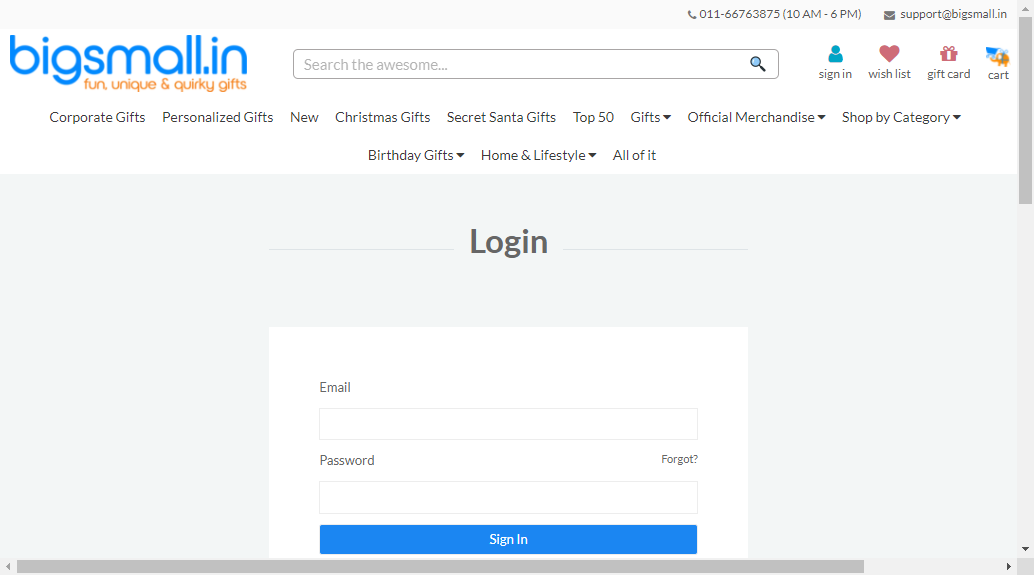 011-66763875 (10 AM - 6 PM) support@bigsmall.in
bigsmall.in
fun, unique & quirky gifts
Search the awesome...
sign in wish list gift card cart
Corporate Gifts Personalized Gifts New Christmas Gifts Secret Santa Gifts Top 50 Gifts Official Merchandise Shop by Category
Birthday Gifts Home & Lifestyle All of it
Login
Email
Password Forgot?
Sign In